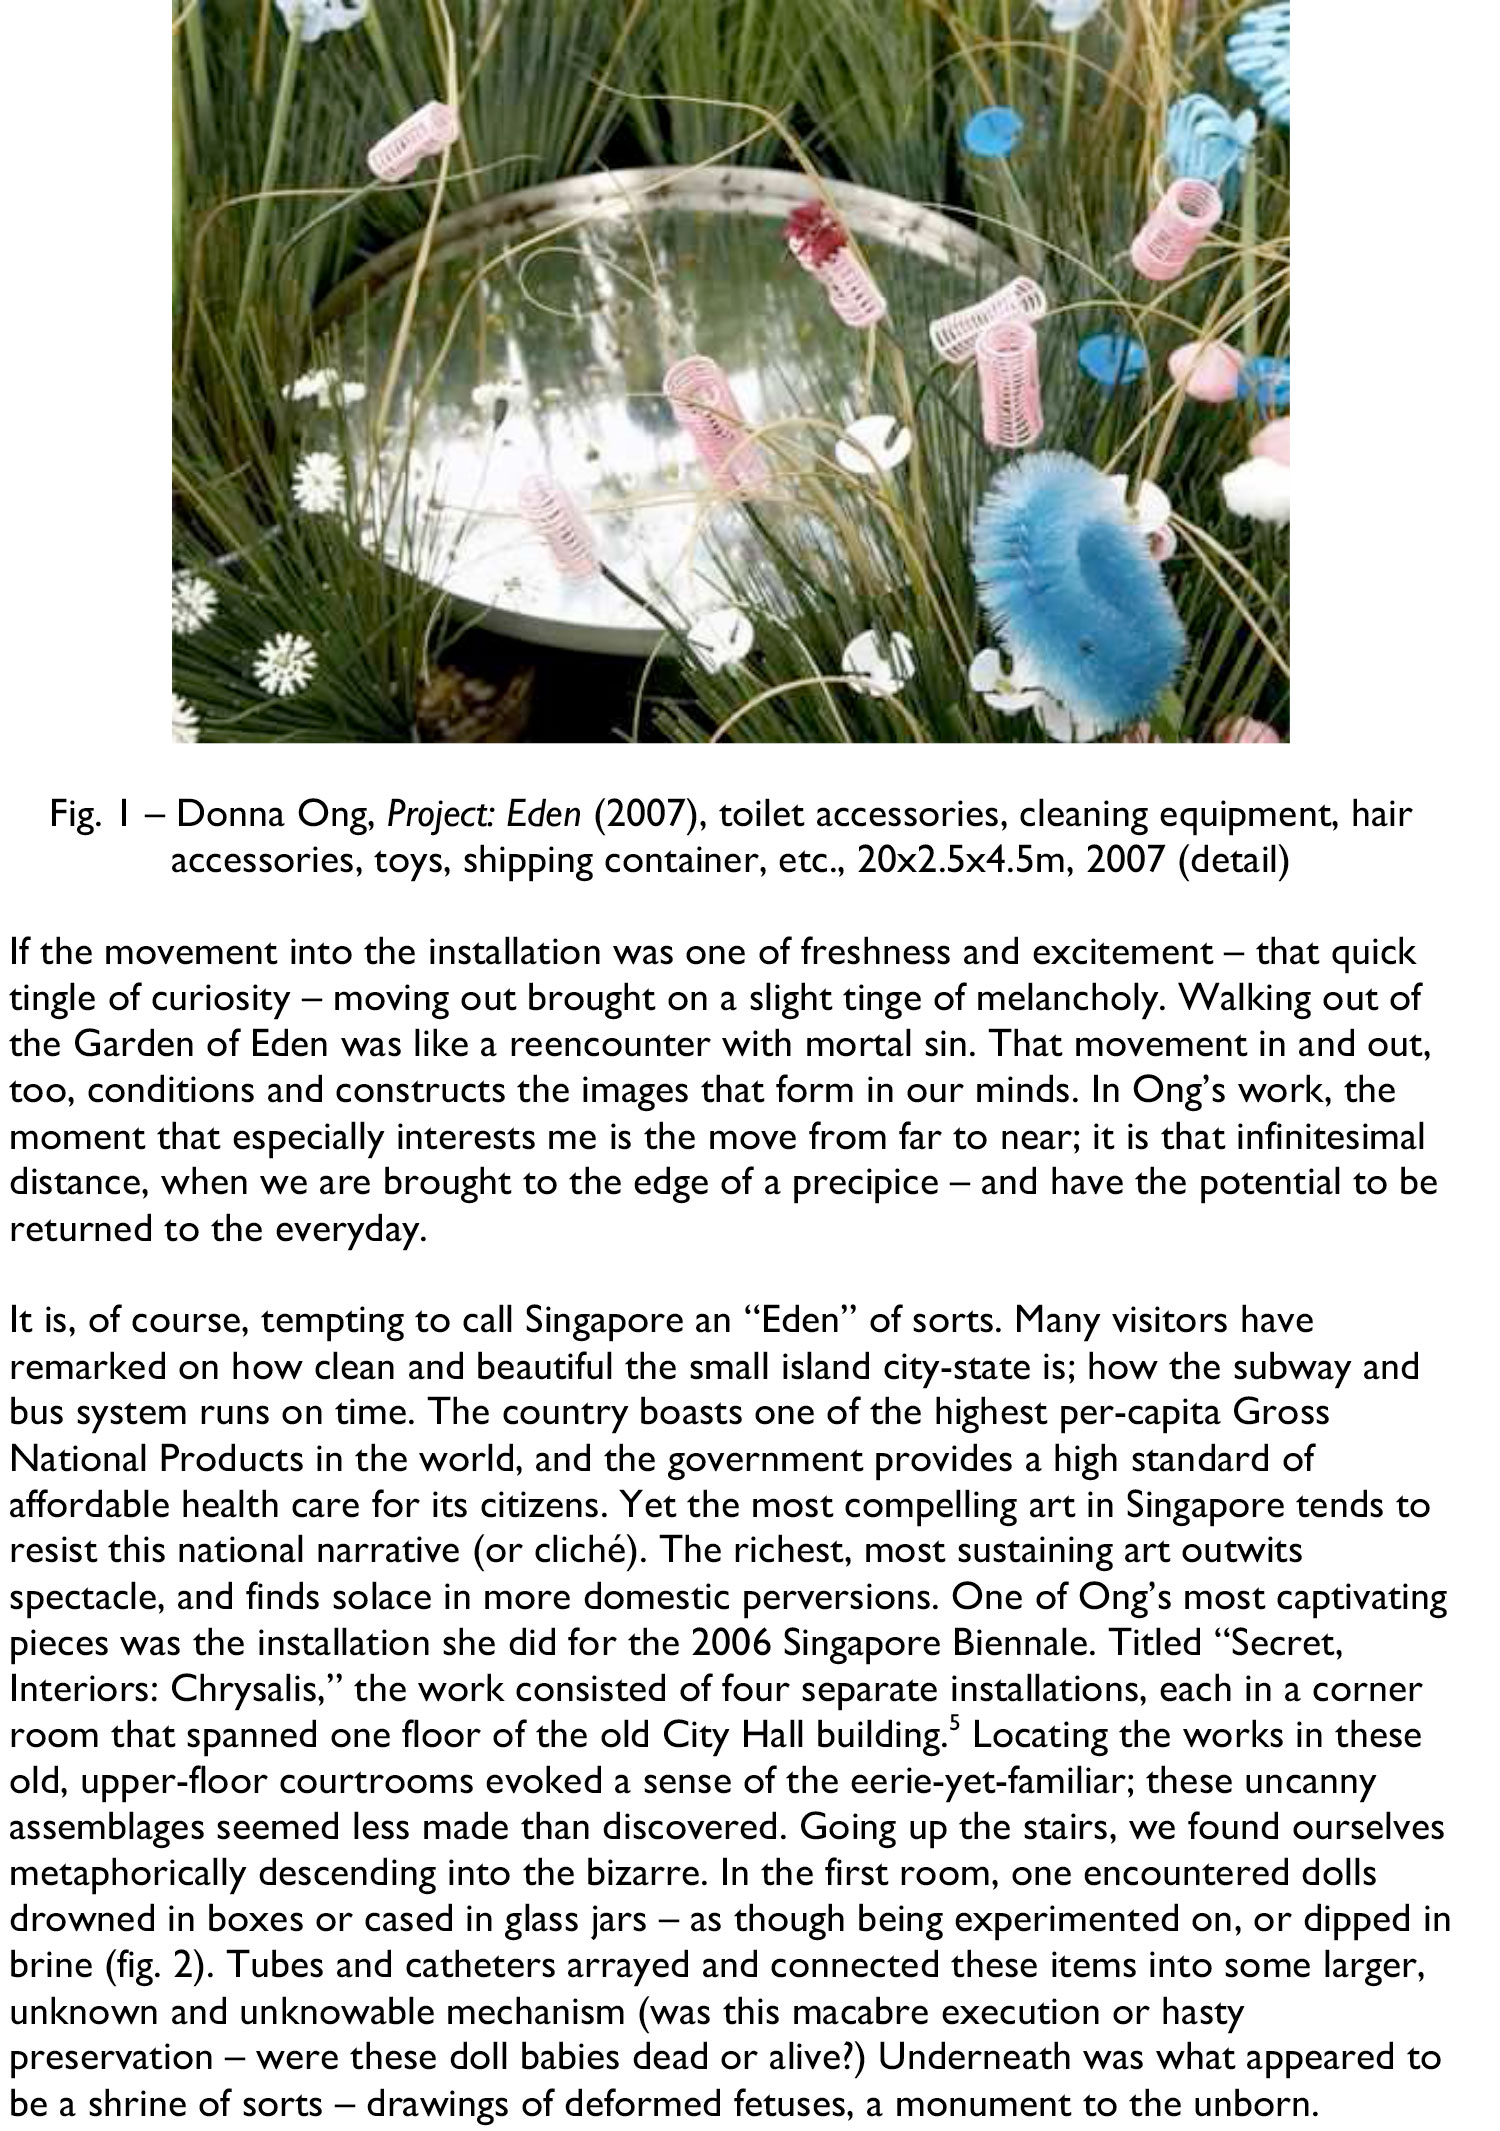 Fig. 1 – Donna Ong, Project: Eden (2007), toilet accessories, cleaning equipment, hair
accessories, toys, shipping container, etc., 20x2.5x4.5m, 2007 (detail)
If the movement into the installation was one of freshness and excitement – that quick
tingle of curiosity – moving out brought on a slight tinge of melancholy. Walking out of
the Garden of Eden was like a reencounter with mortal sin. That movement in and out,
too, conditions and constructs the images that form in our minds. In Ong’s work, the
moment that especially interests me is the move from far to near; it is that infinitesimal
distance, when we are brought to the edge of a precipice – and have the potential to be
returned to the everyday.
It is, of course, tempting to call Singapore an “Eden” of sorts. Many visitors have
remarked on how clean and beautiful the small island city-state is; how the subway and
bus system runs on time. The country boasts one of the highest per-capita Gross
National Products in the world, and the government provides a high standard of
affordable health care for its citizens. Yet the most compelling art in Singapore tends to
resist this national narrative (or cliché). The richest, most sustaining art outwits
spectacle, and finds solace in more domestic perversions. One of Ong’s most captivating
pieces was the installation she did for the 2006 Singapore Biennale. Titled “Secret,
Interiors: Chrysalis,” the work consisted of four separate installations, each in a corner
room that spanned one floor of the old City Hall building.⁵ Locating the works in these
old, upper-floor courtrooms evoked a sense of the eerie-yet-familiar; these uncanny
assemblages seemed less made than discovered. Going up the stairs, we found ourselves
metaphorically descending into the bizarre. In the first room, one encountered dolls
drowned in boxes or cased in glass jars – as though being experimented on, or dipped in
brine (fig. 2). Tubes and catheters arrayed and connected these items into some larger,
unknown and unknowable mechanism (was this macabre execution or hasty
preservation – were these doll babies dead or alive?) Underneath was what appeared to
be a shrine of sorts – drawings of deformed fetuses, a monument to the unborn.